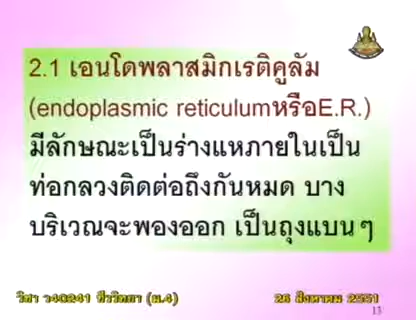 2.1 เอนโดพลาสมิกเรติคูลัม
(endoplasmic reticulumหรือE.R.)
มีลักษณะเป็นร่างแหภายในเป็น
ท่อกลวงติดต่อถึงกันหมด บาง
บริเวณจะพองออก เป็นถุงแบนๆ
วิชา ว40241 ชีววิทยา (ม.4)
26 สิงหาคม 2551
13